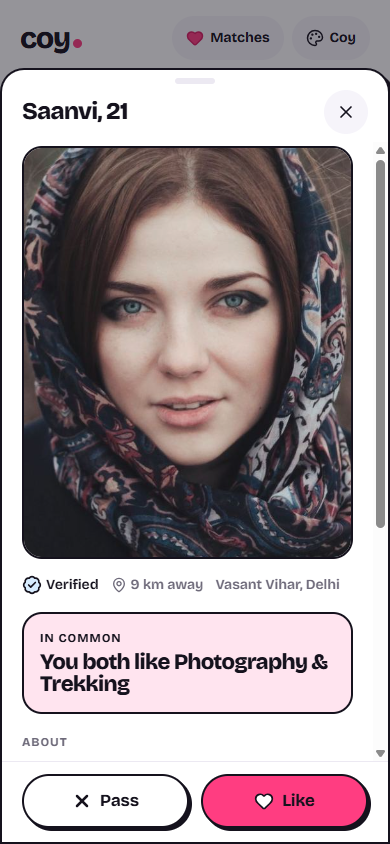 coy.
Matches
Coy
Saanvi, 21
Verified
9 km away
Vasant Vihar, Delhi
IN COMMON
You both like Photography &
Trekking
ABOUT
Pass
Like